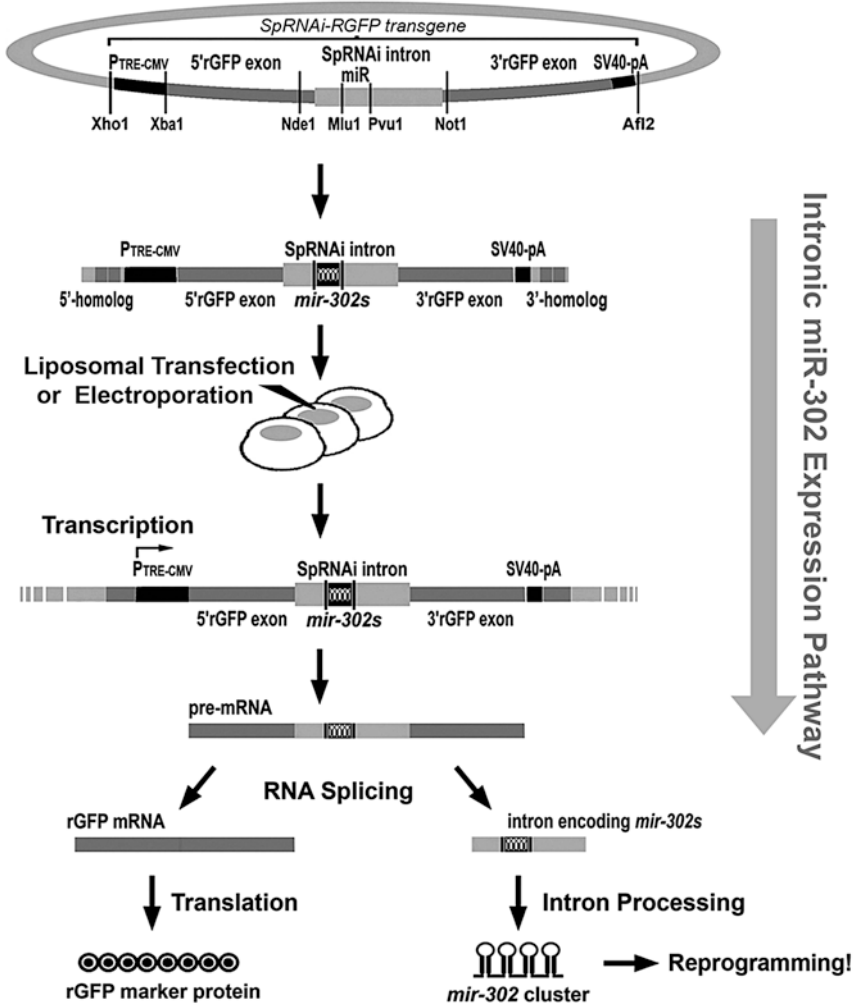 SpRNAi-RGFP transgene
PTRE-CMV 5'rGFP exon SpRNAi intron 3'rGFP exon SV40-pA
miR
Xho1 Xba1 Nde1 Mlu1 Pvu1 Not1 Afl2
PTRE-CMV SpRNAi intron SV40-pA
5'-homolog 5'rGFP exon mir-302s 3'rGFP exon 3'-homolog
Liposomal Transfection
or Electroporation
Transcription
PTRE-CMV SpRNAi intron SV40-pA
5'rGFP exon mir-302s 3'rGFP exon
pre-mRNA
RNA Splicing
rGFP mRNA intron encoding mir-302s
Translation Intron Processing
rGFP marker protein mir-302 cluster Reprogramming!
Intronic miR-302 Expression Pathway